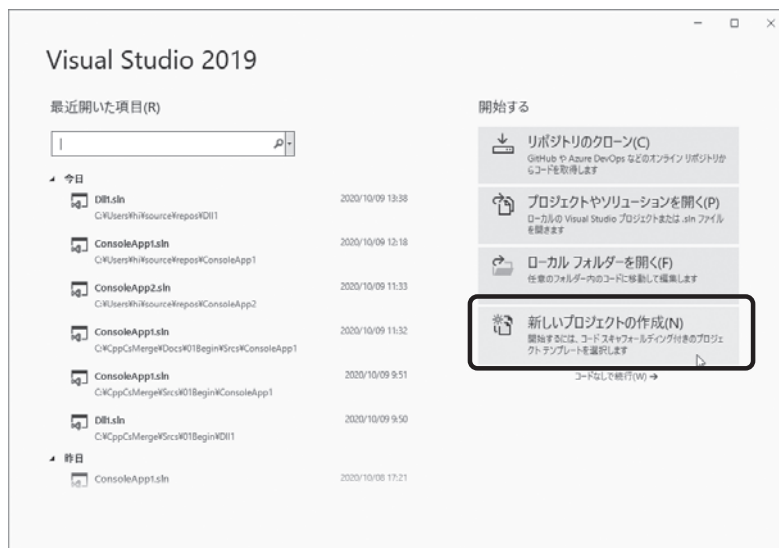 Visual Studio 2019
最近開いた項目(R)
今日
Dll1.sln
2020/10/09 13:38
C:¥Users¥hi¥source¥repos¥Dll1
ConsoleApp1.sln
2020/10/09 12:18
C:¥Users¥hi¥source¥repos¥ConsoleApp1
ConsoleApp2.sln
2020/10/09 11:33
C:¥Users¥hi¥source¥repos¥ConsoleApp2
ConsoleApp1.sln
2020/10/09 11:32
C:¥CppCsMerge¥Docs¥01Begin¥Srcs¥ConsoleApp1
ConsoleApp1.sln
2020/10/09 9:51
C:¥CppCsMerge¥Srcs¥01Begin¥ConsoleApp1
Dll1.sln
2020/10/09 9:50
C:¥CppCsMerge¥Srcs¥01Begin¥Dll1
昨日
ConsoleApp1.sln
2020/10/08 17:21
開始する
リポジトリのクローン(C)
GitHub や Azure DevOps などのオンライン リポジトリか
らコードを取得します
プロジェクトやソリューションを開く(P)
ローカルの Visual Studio プロジェクトまたは .sln ファイル
を開きます
ローカル フォルダーを開く(F)
任意のフォルダー内のコードに移動して編集します
新しいプロジェクトの作成(N)
開始するには、コード スキャフォールディング付きのプロジェ
クト テンプレートを選択します
コードなしで続行(W) →